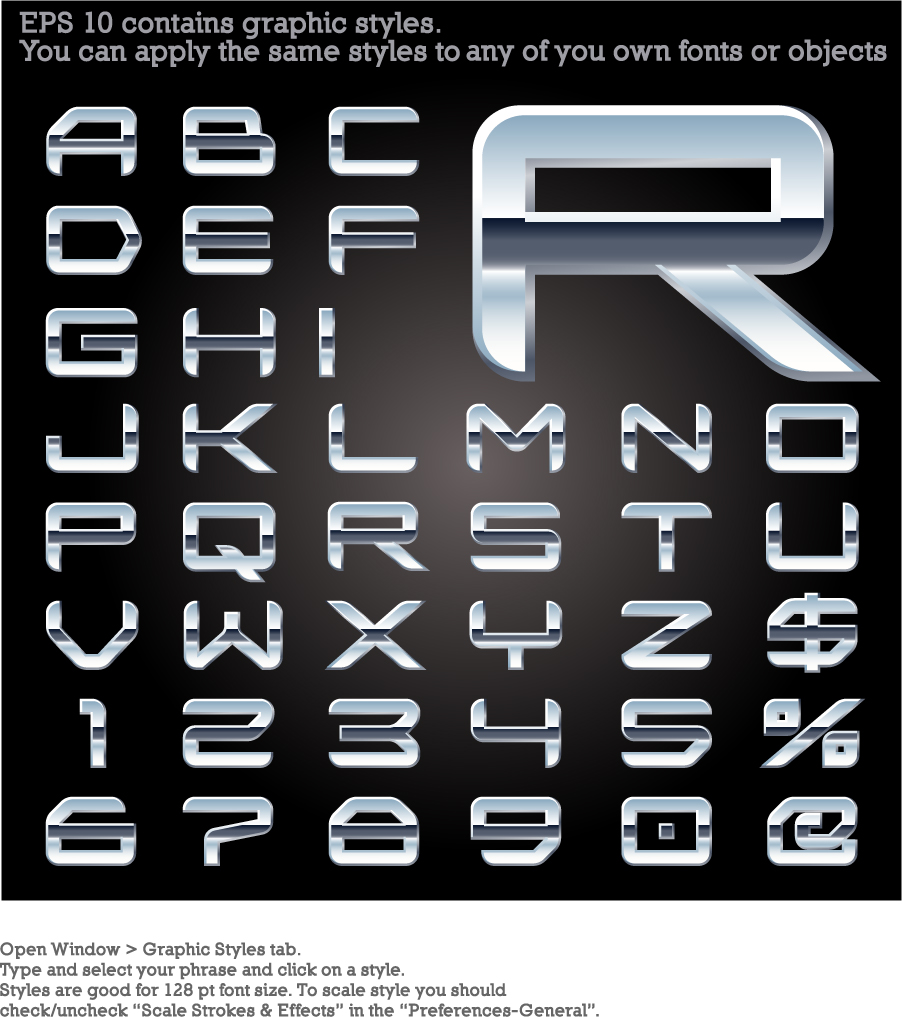 EPS 10 contains graphic styles.
You can apply the same styles to any of you own fonts or objects
A B C
R
D E F
G H I
J K L M N O
P Q R S T U
V W X Y Z $
1 2 3 4 5 %
6 7 8 9 0 @
Open Window > Graphic Styles tab.
Type and select your phrase and click on a style.
Styles are good for 128 pt font size. To scale style you should
check/uncheck “Scale Strokes & Effects” in the “Preferences-General”.